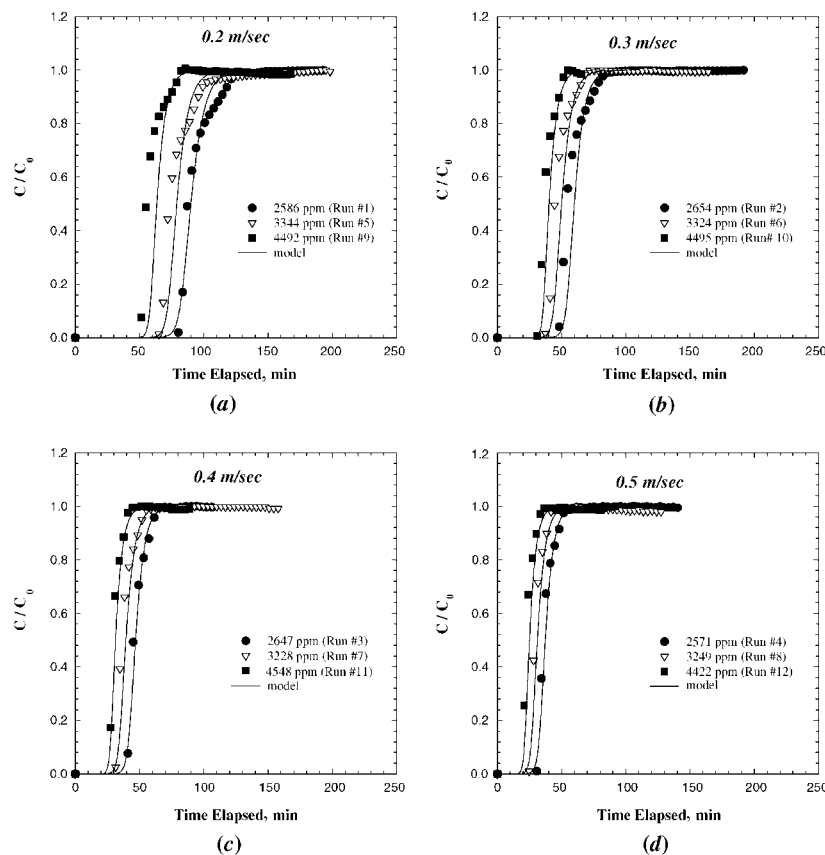 0.2 m/sec
1.2
1.0
0.8
0.6
0.4
0.2
0.0
C / C0
2586 ppm (Run #1)
3344 ppm (Run #5)
4492 ppm (Run #9)
model
0 50 100 150 200 250
Time Elapsed, min
(a)
0.3 m/sec
1.2
1.0
0.8
0.6
0.4
0.2
0.0
C / C0
2654 ppm (Run #2)
3324 ppm (Run #6)
4495 ppm (Run# 10)
model
0 50 100 150 200 250
Time Elapsed, min
(b)
0.4 m/sec
1.2
1.0
0.8
0.6
0.4
0.2
0.0
C / C0
2647 ppm (Run #3)
3228 ppm (Run #7)
4548 ppm (Run #11)
model
0 50 100 150 200 250
Time Elapsed, min
(c)
0.5 m/sec
1.2
1.0
0.8
0.6
0.4
0.2
0.0
C / C0
2571 ppm (Run #4)
3249 ppm (Run #8)
4422 ppm (Run #12)
model
0 50 100 150 200 250
Time Elapsed, min
(d)